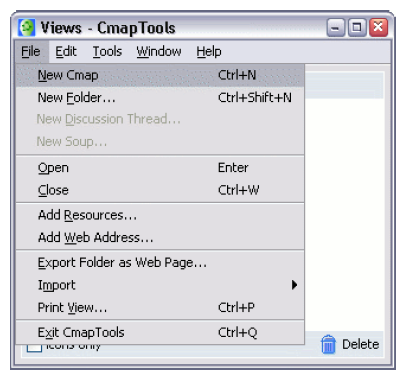 Views - CmapTools
File Edit Tools Window Help
New Cmap Ctrl+N
New Folder... Ctrl+Shift+N
New Discussion Thread...
New Soup...
Open Enter
Close Ctrl+W
Add Resources...
Add Web Address...
Export Folder as Web Page...
Import
Print View... Ctrl+P
Exit CmapTools Ctrl+Q
Icons only Delete